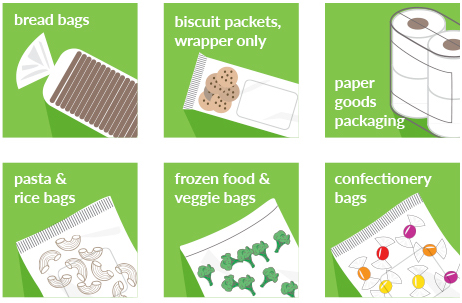 bread bags
biscuit packets,
wrapper only
paper
goods
packaging
pasta &
rice bags
frozen food &
veggie bags
confectionery
bags